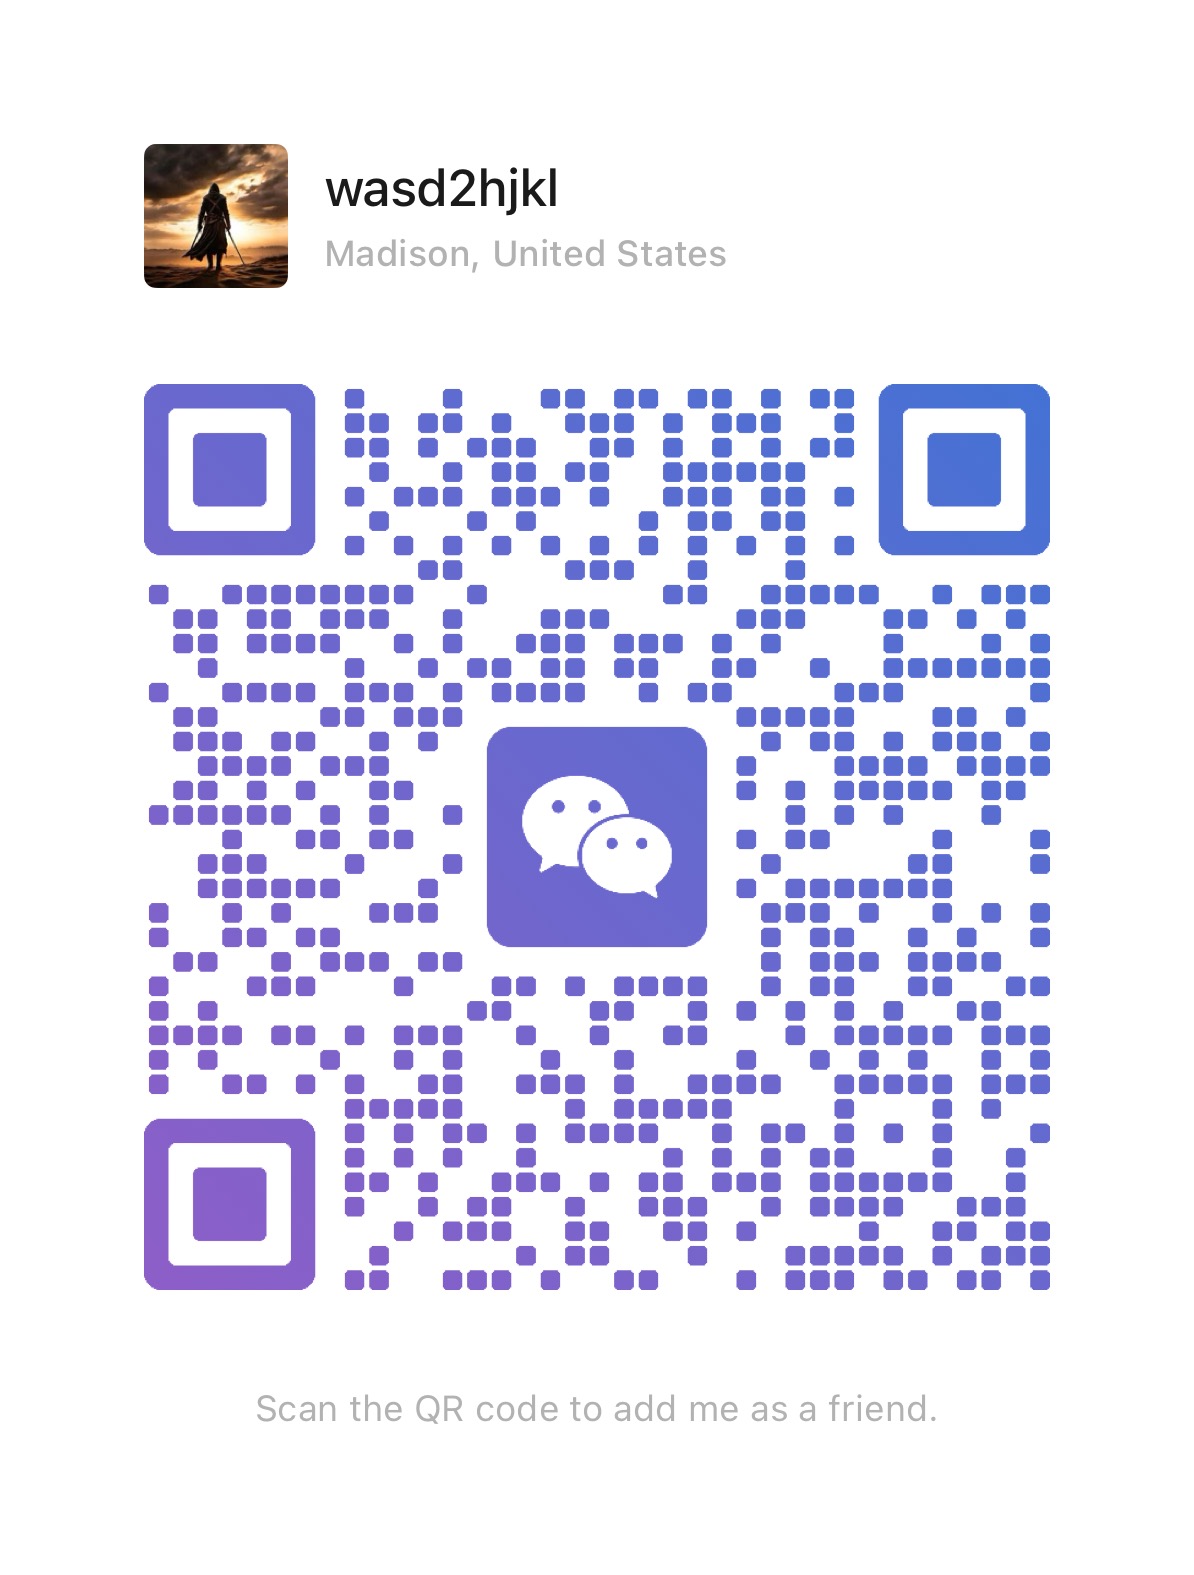 wasd2hjkl
Madison, United States
Scan the QR code to add me as a friend.